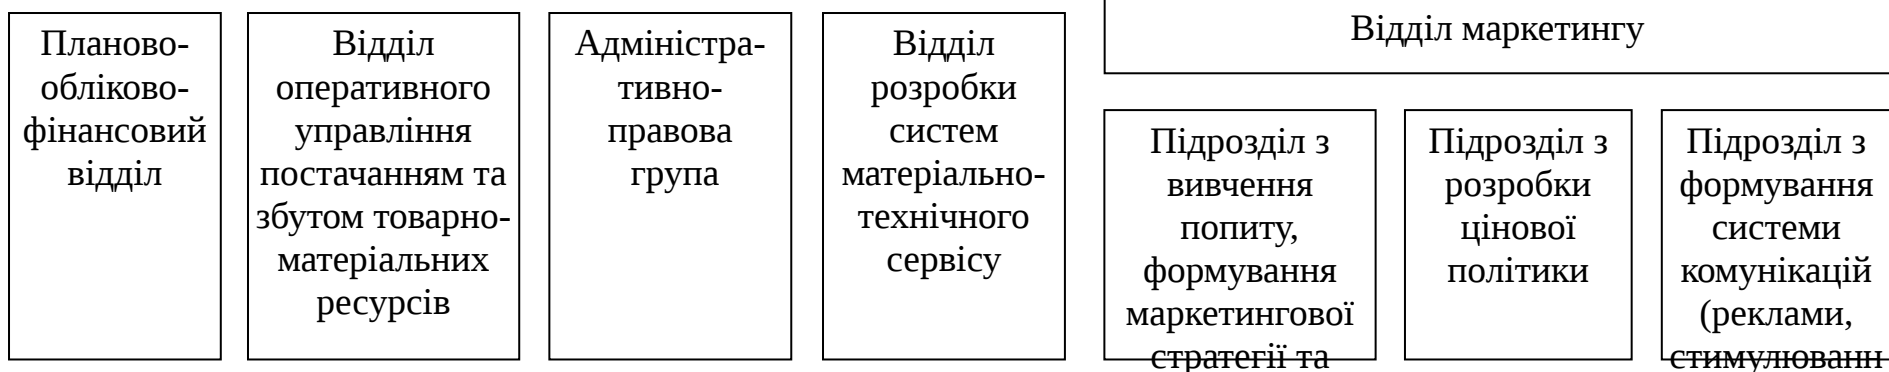 Планово-
обліково-
фінансовий
відділ
Відділ
оперативного
управління
постачанням та
збутом товарно-
матеріальних
ресурсів
Адміністра-
тивно-
правова
група
Відділ
розробки
систем
матеріально-
технічного
сервісу
Відділ маркетингу
Підрозділ з
вивчення
попиту,
формування
маркетингової
стратегії та
Підрозділ з
розробки
цінової
політики
Підрозділ з
формування
системи
комунікацій
(реклами,
стимулюванн